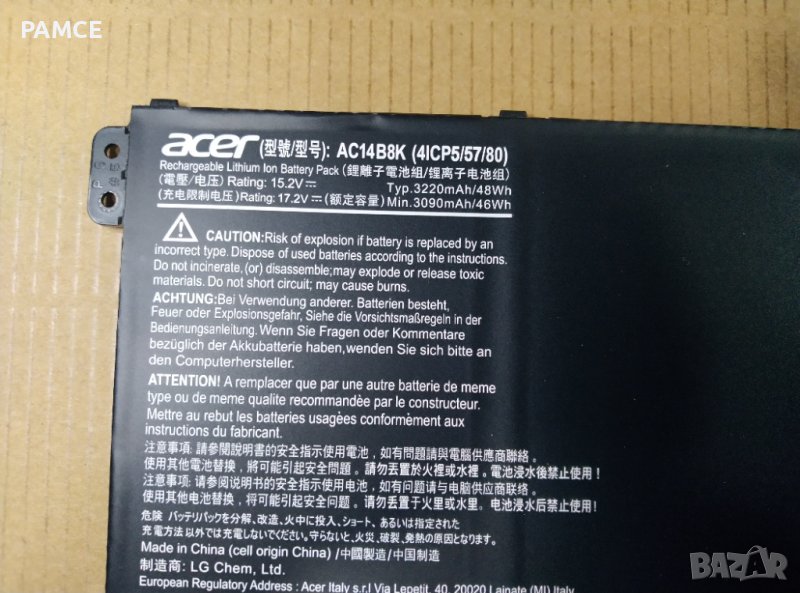 PAMCE
acer (型號/型号): AC14B8K (4ICP5/57/80)
Rechargeable Lithium Ion Battery Pack (鋰離子電池組/锂离子电池组)
(電壓/电压) Rating: 15.2V⎓ Typ.3220mAh/48Wh
(充电限制电压) Rating: 17.2V⎓ (额定容量) Min.3090mAh/46Wh
CAUTION:Risk of explosion if battery is replaced by an
incorrect type. Dispose of used batteries according to the instructions.
Do not incinerate, (or) disassemble;may explode or release toxic
materials. Do not short circuit; may cause burns.
ACHTUNG:Bei Verwendung anderer. Batterien besteht,
Feuer oder Explosionsgefahr, Siehe die Vorsichtsmaßregeln in der
Bedienungsanleitung. Wenn Sie Fragen oder Kommentare
bezüglich der Akkubatterie haben,wenden Sie sich bitte an
den Computerhersteller.
ATTENTION! A remplacer que par une autre batterie de meme
type ou de meme qualite recommandée par le constructeur.
Mettre au rebut les batteries usagées conformément aux
instructions du fabricant.
注意事項: 請參閱說明書的安全指示使用電池，如有問題請與電腦供應商聯絡。
使用其他電池替換，將可能引起安全問題。請勿丟置於火裡或水裡。電池浸水後禁止使用！
注意事项: 请参阅说明书的安全指示使用电池，如有问题请与电脑供应商联络。
使用其他电池替换，将可能引起安全问题。请勿丢置于火里或水里。电池浸水后禁止使用！
危険 バッテリパックを分解、改造、火中に投入、ショート、あるいは指定された
充電方法以外では充電しないでください。守らないと、火災、破裂、発熱の原因になります。
Made in China (cell origin China) /中國製造/中国制造
制造商: LG Chem, Ltd.
European Regulatory Address : Acer Italy s.r.l Via Lepetit, 40, 20020 Lainate (MI) Italy
BAZAR